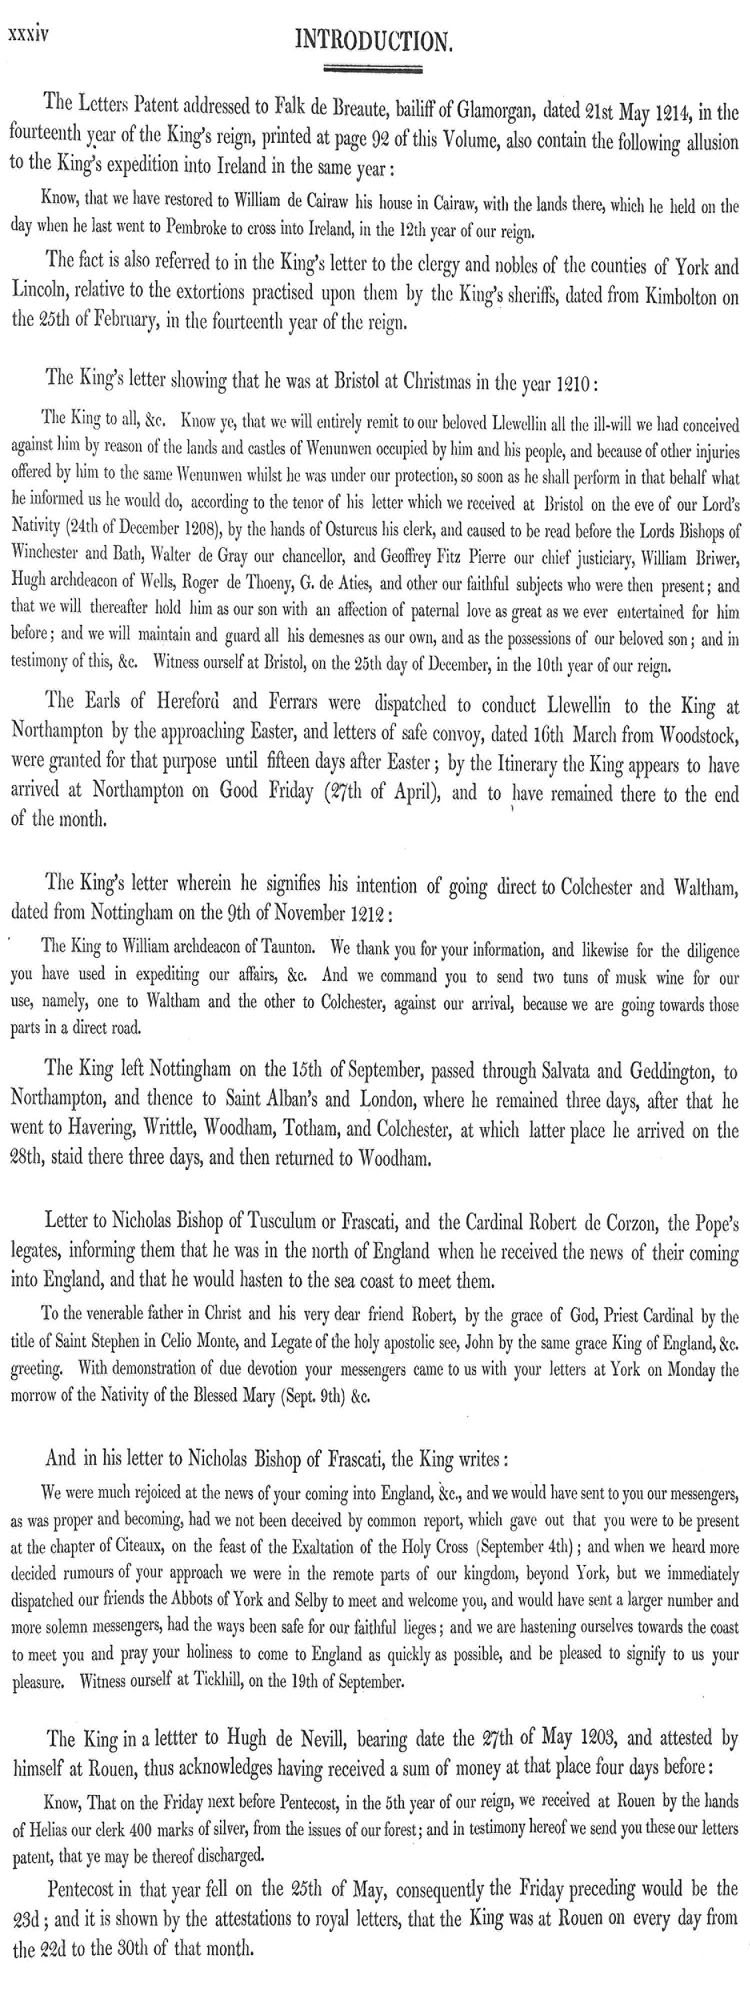 xxxiv
INTRODUCTION.
The Letters Patent addressed to Falk de Breaute, bailiff of Glamorgan, dated 21st May 1214, in the
fourteenth year of the King's reign, printed at page 92 of this Volume, also contain the following allusion
to the King's expedition into Ireland in the same year :
Know, that we have restored to William de Cairaw his house in Cairaw, with the lands there, which he held on the
day when he last went to Pembroke to cross into Ireland, in the 12th year of our reign.
The fact is also referred to in the King's letter to the clergy and nobles of the counties of York and
Lincoln, relative to the extortions practised upon them by the King's sheriffs, dated from Kimbolton on
the 25th of February, in the fourteenth year of the reign.
The King's letter showing that he was at Bristol at Christmas in the year 1210 :
The King to all, &c. Know ye, that we will entirely remit to our beloved Llewellin all the ill-will we had conceived
against him by reason of the lands and castles of Wenunwen occupied by him and his people, and because of other injuries
offered by him to the same Wenunwen whilst he was under our protection, so soon as he shall perform in that behalf what
he informed us he would do, according to the tenor of his letter which we received at Bristol on the eve of our Lord's
Nativity (24th of December 1208), by the hands of Osturcus his clerk, and caused to be read before the Lords Bishops of
Winchester and Bath, Walter de Gray our chancellor, and Geoffrey Fitz Pierre our chief justiciary, William Briwer,
Hugh archdeacon of Wells, Roger de Thoeny, G. de Aties, and other our faithful subjects who were then present ; and
that we will thereafter hold him as our son with an affection of paternal love as great as we ever entertained for him
before ; and we will maintain and guard all his demesnes as our own, and as the possessions of our beloved son ; and in
testimony of this, &c. Witness ourself at Bristol, on the 25th day of December, in the 10th year of our reign.
The Earls of Hereford and Ferrars were dispatched to conduct Llewellin to the King at
Northampton by the approaching Easter, and letters of safe convoy, dated 16th March from Woodstock,
were granted for that purpose until fifteen days after Easter ; by the Itinerary the King appears to have
arrived at Northampton on Good Friday (27th of April), and to have remained there to the end
of the month.
The King's letter wherein he signifies his intention of going direct to Colchester and Waltham,
dated from Nottingham on the 9th of November 1212 :
The King to William archdeacon of Taunton. We thank you for your information, and likewise for the diligence
you have used in expediting our affairs, &c. And we command you to send two tuns of musk wine for our
use, namely, one to Waltham and the other to Colchester, against our arrival, because we are going towards those
parts in a direct road.
The King left Nottingham on the 15th of September, passed through Salvata and Geddington, to
Northampton, and thence to Saint Alban's and London, where he remained three days, after that he
went to Havering, Writtle, Woodham, Totham, and Colchester, at which latter place he arrived on the
28th, staid there three days, and then returned to Woodham.
Letter to Nicholas Bishop of Tusculum or Frascati, and the Cardinal Robert de Corzon, the Pope's
legates, informing them that he was in the north of England when he received the news of their coming
into England, and that he would hasten to the sea coast to meet them.
To the venerable father in Christ and his very dear friend Robert, by the grace of God, Priest Cardinal by the
title of Saint Stephen in Celio Monte, and Legate of the holy apostolic see, John by the same grace King of England, &c.
greeting. With demonstration of due devotion your messengers came to us with your letters at York on Monday the
morrow of the Nativity of the Blessed Mary (Sept. 9th) &c.
And in his letter to Nicholas Bishop of Frascati, the King writes :
We were much rejoiced at the news of your coming into England, &c., and we would have sent to you our messengers,
as was proper and becoming, had we not been deceived by common report, which gave out that you were to be present
at the chapter of Citeaux, on the feast of the Exaltation of the Holy Cross (September 4th) ; and when we heard more
decided rumours of your approach we were in the remote parts of our kingdom, beyond York, but we immediately
dispatched our friends the Abbots of York and Selby to meet and welcome you, and would have sent a larger number and
more solemn messengers, had the ways been safe for our faithful lieges ; and we are hastening ourselves towards the coast
to meet you and pray your holiness to come to England as quickly as possible, and be pleased to signify to us your
pleasure. Witness ourself at Tickhill, on the 19th of September.
The King in a lettter to Hugh de Nevill, bearing date the 27th of May 1203, and attested by
himself at Rouen, thus acknowledges having received a sum of money at that place four days before :
Know, That on the Friday next before Pentecost, in the 5th year of our reign, we received at Rouen by the hands
of Helias our clerk 400 marks of silver, from the issues of our forest ; and in testimony hereof we send you these our letters
patent, that ye may be thereof discharged.
Pentecost in that year fell on the 25th of May, consequently the Friday preceding would be the
23d ; and it is shown by the attestations to royal letters, that the King was at Rouen on every day from
the 22d to the 30th of that month.